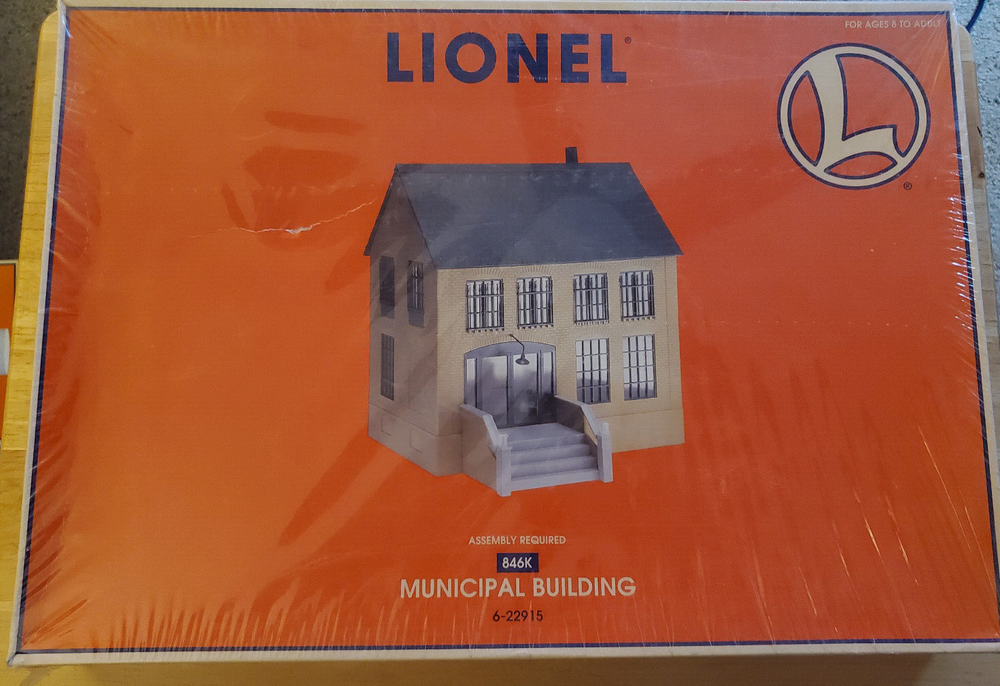 FOR AGES 8 TO ADULT
LIONEL®
L
®
ASSEMBLY REQUIRED
846K
MUNICIPAL BUILDING
6-22915